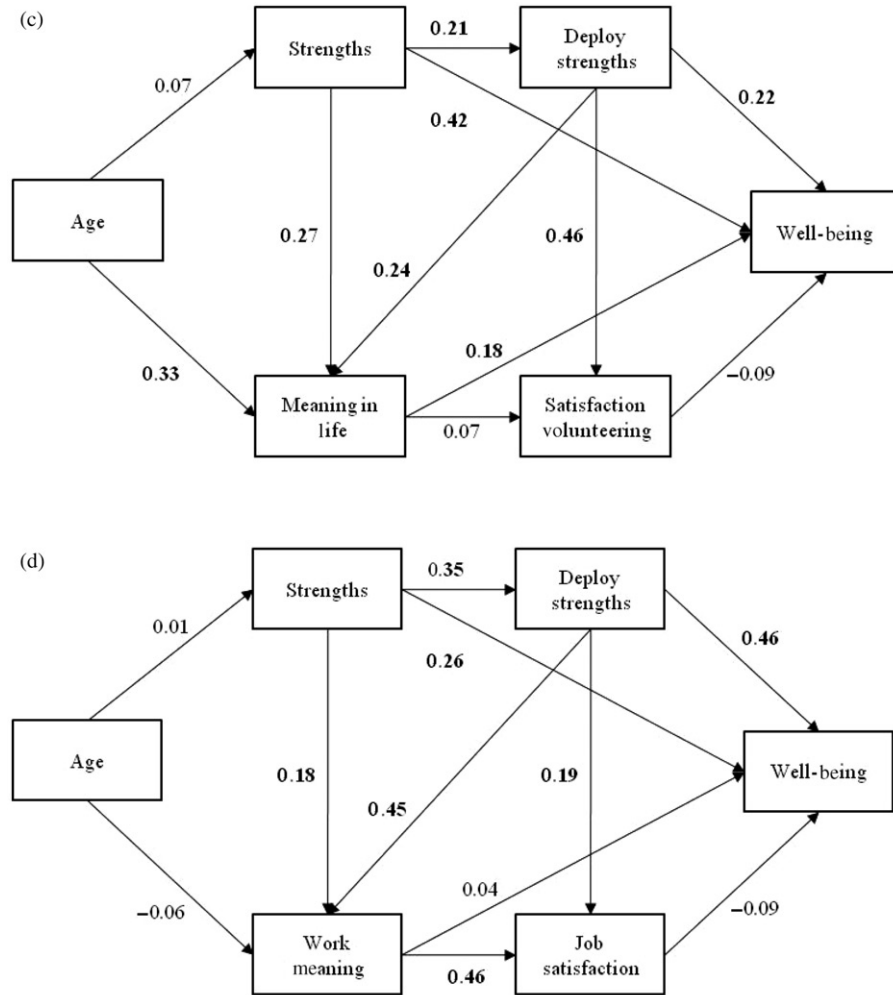 (c)
Strengths
0.21
Deploy
strengths
0.07
0.42
0.22
Age
0.27
0.24
0.46
Well-being
0.33
0.18
−0.09
Meaning in
life
0.07
Satisfaction
volunteering
(d)
Strengths
0.35
Deploy
strengths
0.01
0.26
0.46
Age
0.18
0.45
0.19
Well-being
−0.06
0.04
−0.09
Work
meaning
0.46
Job
satisfaction